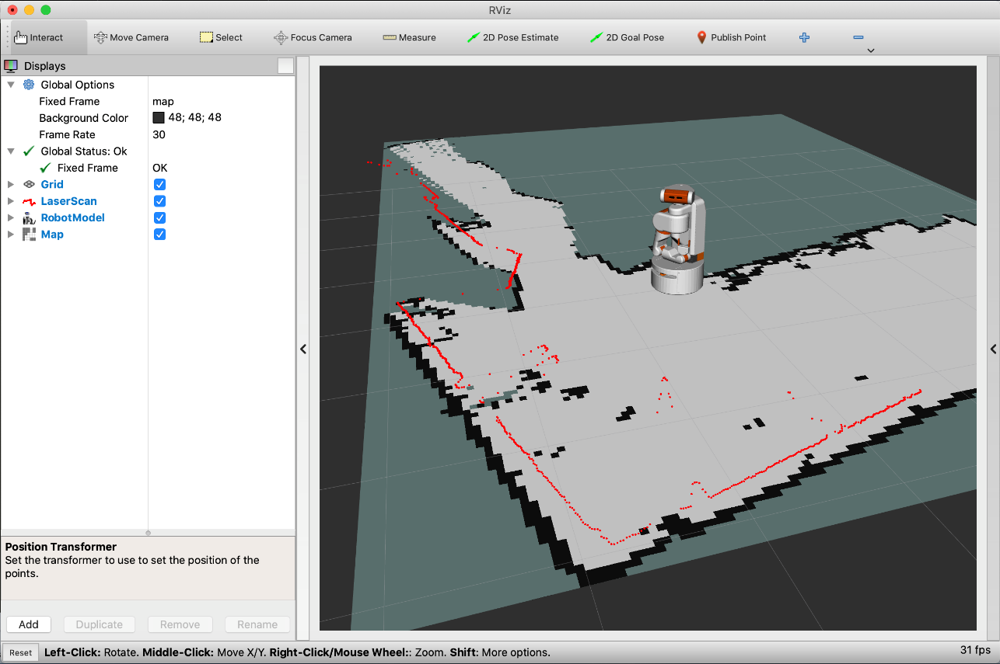 RViz
Interact
Move Camera
Select
Focus Camera
Measure
2D Pose Estimate
2D Goal Pose
Publish Point
Displays
Global Options
Fixed Frame map
Background Color 48; 48; 48
Frame Rate 30
Global Status: Ok
Fixed Frame OK
Grid
LaserScan
RobotModel
Map
Position Transformer
Set the transformer to use to set the position of the
points.
Add
Duplicate
Remove
Rename
Reset
Left-Click: Rotate. Middle-Click: Move X/Y. Right-Click/Mouse Wheel:: Zoom. Shift: More options.
31 fps